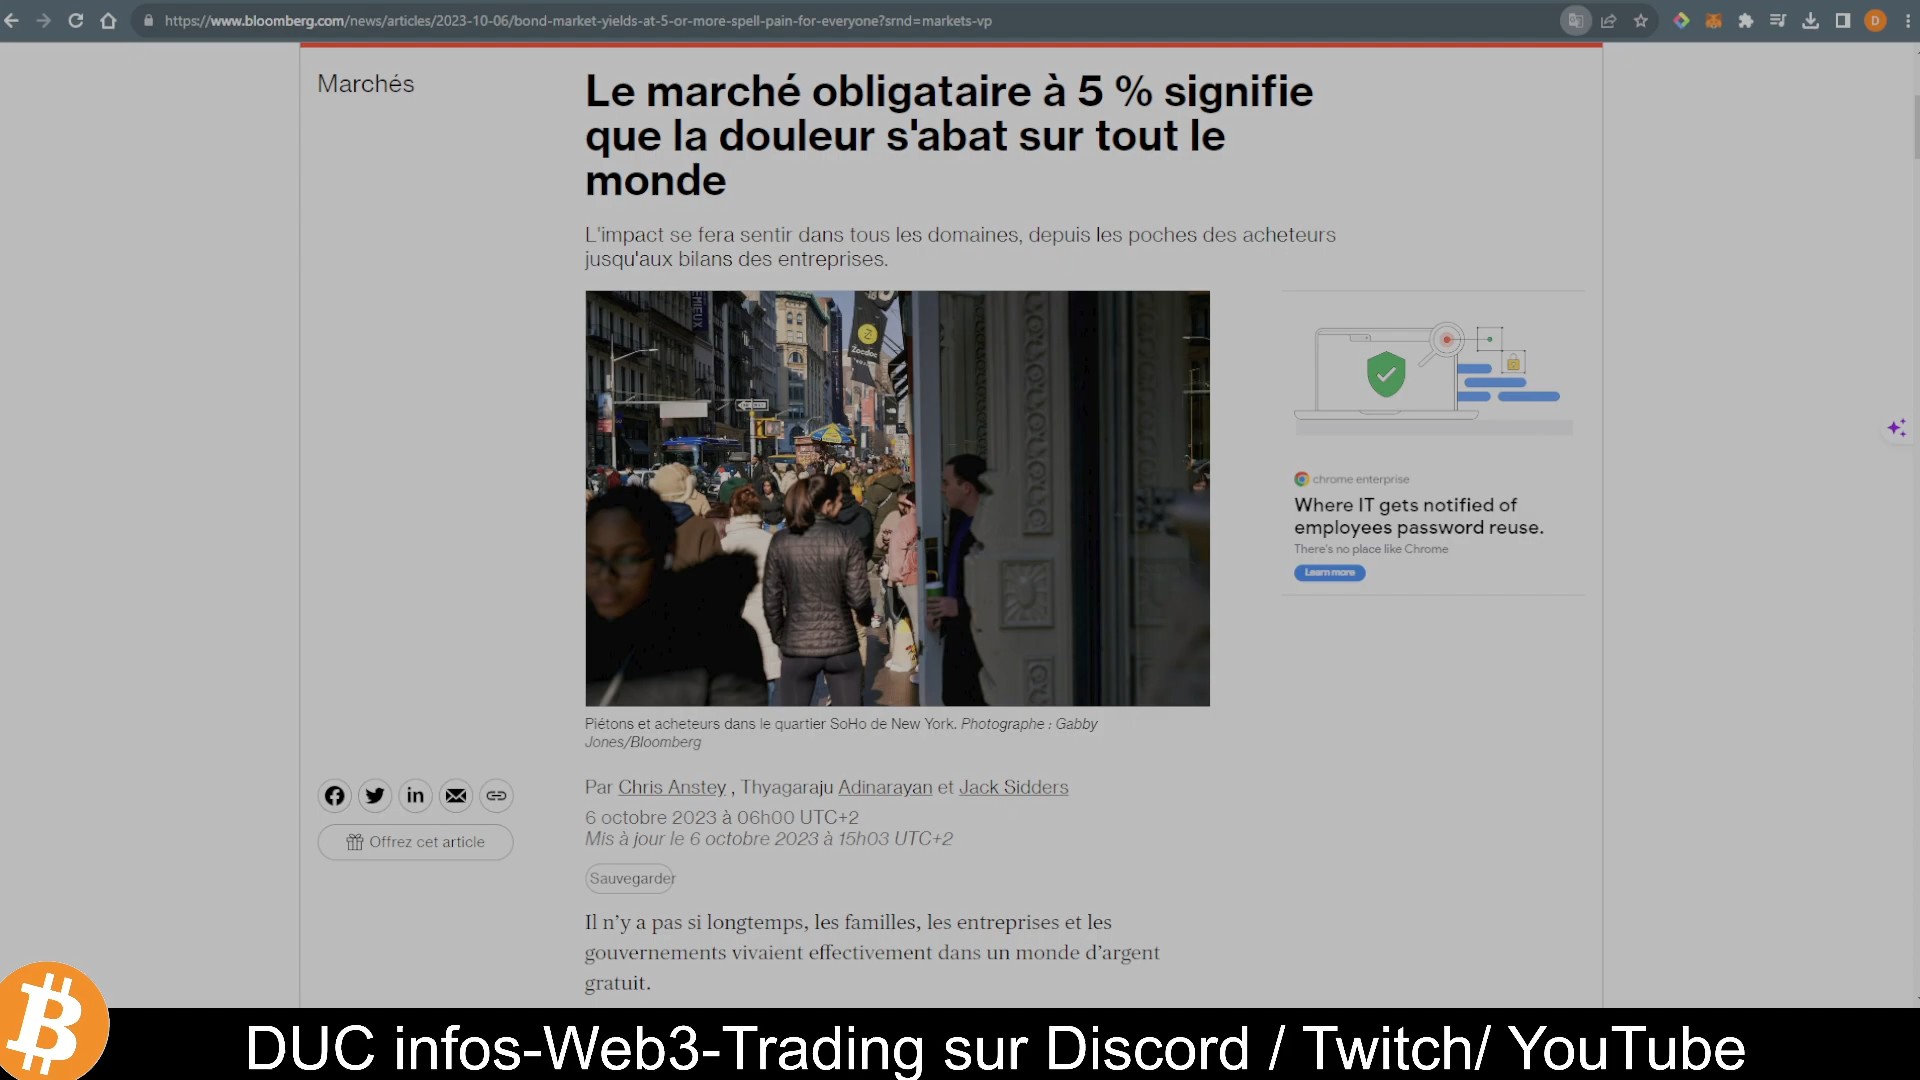 https://www.bloomberg.com/news/articles/2023-10-06/bond-market-yields-at-5-or-more-spell-pain-for-everyone?srnd=markets-vp
D
Marchés
Le marché obligataire à 5 % signifie
que la douleur s'abat sur tout le
monde
L'impact se fera sentir dans tous les domaines, depuis les poches des acheteurs
jusqu'aux bilans des entreprises.
Zocdoc
chrome enterprise
Where IT gets notified of
employees password reuse.
There's no place like Chrome
Learn more
Piétons et acheteurs dans le quartier SoHo de New York. Photographe : Gabby
Jones/Bloomberg
Par Chris Anstey , Thyagaraju Adinarayan et Jack Sidders
6 octobre 2023 à 06h00 UTC+2
Mis à jour le 6 octobre 2023 à 15h03 UTC+2
Offrez cet article
Sauvegarder
Il n’y a pas si longtemps, les familles, les entreprises et les
gouvernements vivaient effectivement dans un monde d’argent
gratuit.
DUC infos-Web3-Trading sur Discord / Twitch/ YouTube